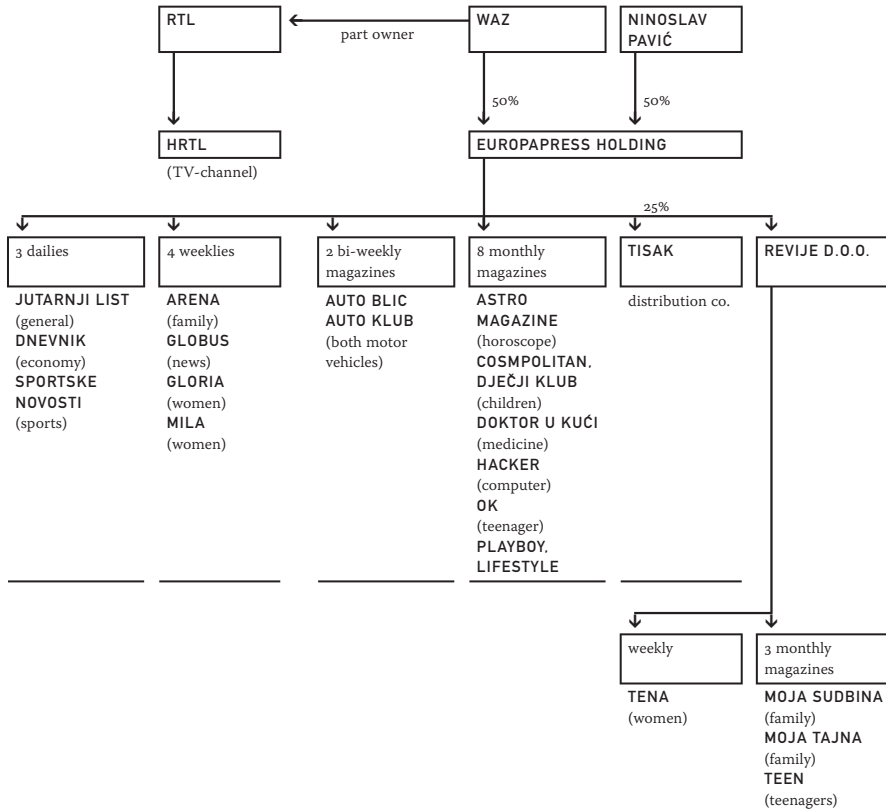 RTL
part owner
WAZ
NINOSLAV
PAVIĆ
50%
50%
HRTL
(TV-channel)
EUROPAPRESS HOLDING
25%
3 dailies
JUTARNJI LIST
(general)
DNEVNIK
(economy)
SPORTSKE
NOVOSTI
(sports)
4 weeklies
ARENA
(family)
GLOBUS
(news)
GLORIA
(women)
MILA
(women)
2 bi-weekly
magazines
AUTO BLIC
AUTO KLUB
(both motor
vehicles)
8 monthly
magazines
ASTRO
MAGAZINE
(horoscope)
COSMPOLITAN,
DJEČJI KLUB
(children)
DOKTOR U KUĆI
(medicine)
HACKER
(computer)
OK
(teenager)
PLAYBOY,
LIFESTYLE
TISAK
distribution co.
REVIJE D.O.O.
weekly
TENA
(women)
3 monthly
magazines
MOJA SUDBINA
(family)
MOJA TAJNA
(family)
TEEN
(teenagers)